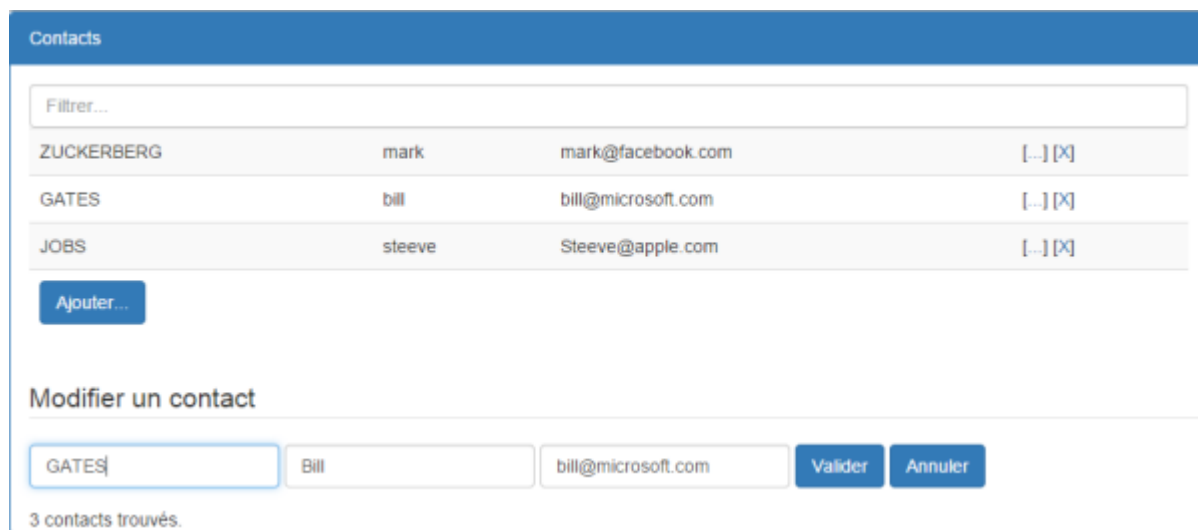 Contacts
Filtrer...
ZUCKERBERG mark mark@facebook.com [...] [X]
GATES bill bill@microsoft.com [...] [X]
JOBS steeve Steeve@apple.com [...] [X]
Ajouter...
Modifier un contact
GATES Bill bill@microsoft.com Valider Annuler
3 contacts trouvés.